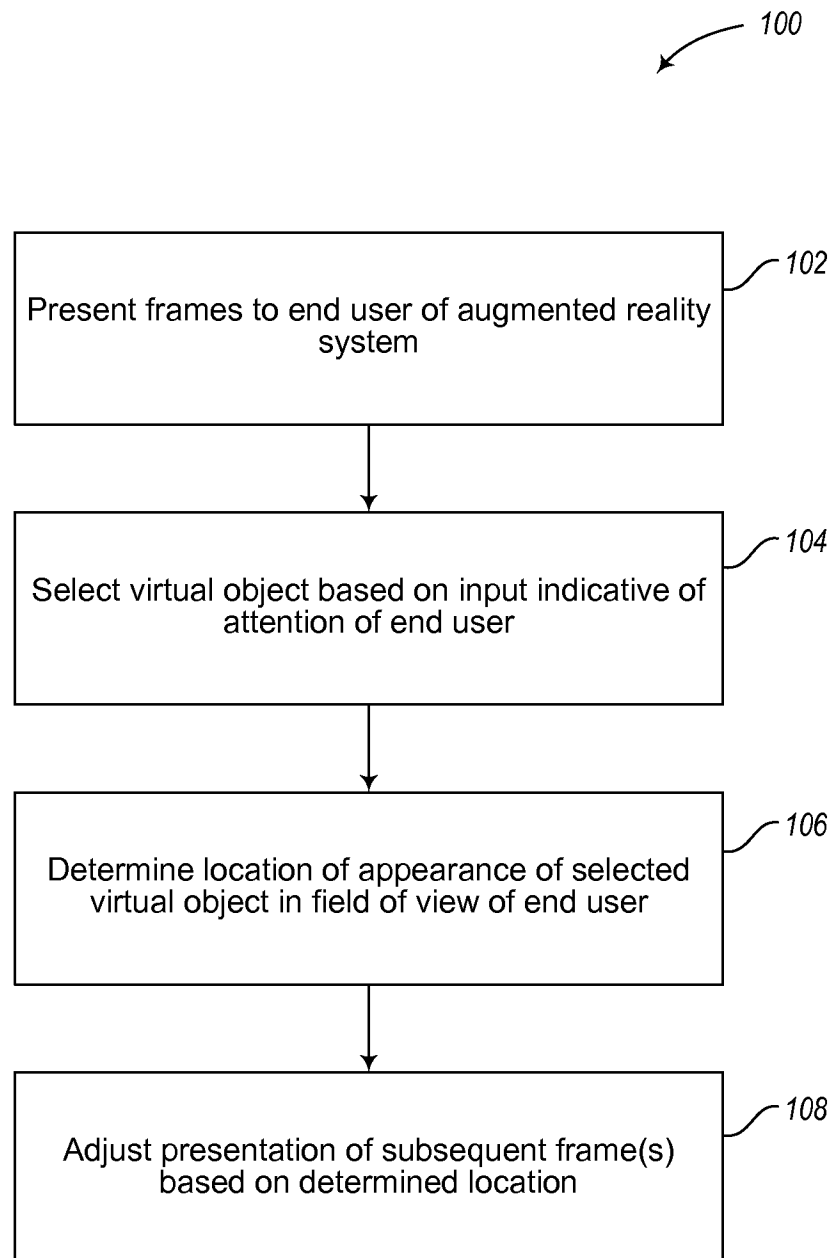 100
102
Present frames to end user of augmented reality
system
104
Select virtual object based on input indicative of
attention of end user
106
Determine location of appearance of selected
virtual object in field of view of end user
108
Adjust presentation of subsequent frame(s)
based on determined location